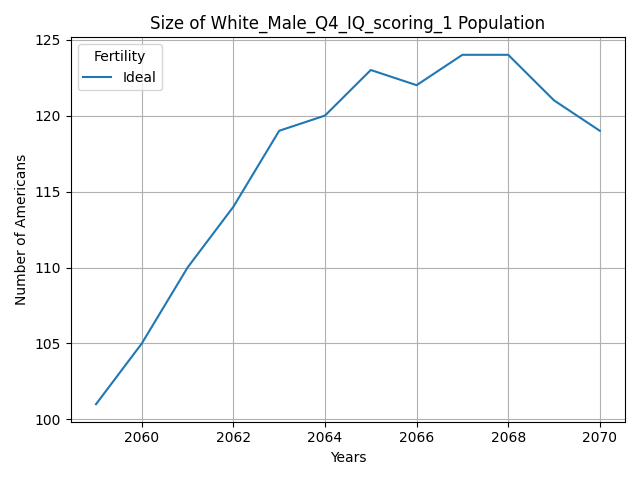 Size of White_Male_Q4_IQ_scoring_1 Population
125
Fertility
Ideal
120
115
110
105
100
Number of Americans
2060 2062 2064 2066 2068 2070
Years